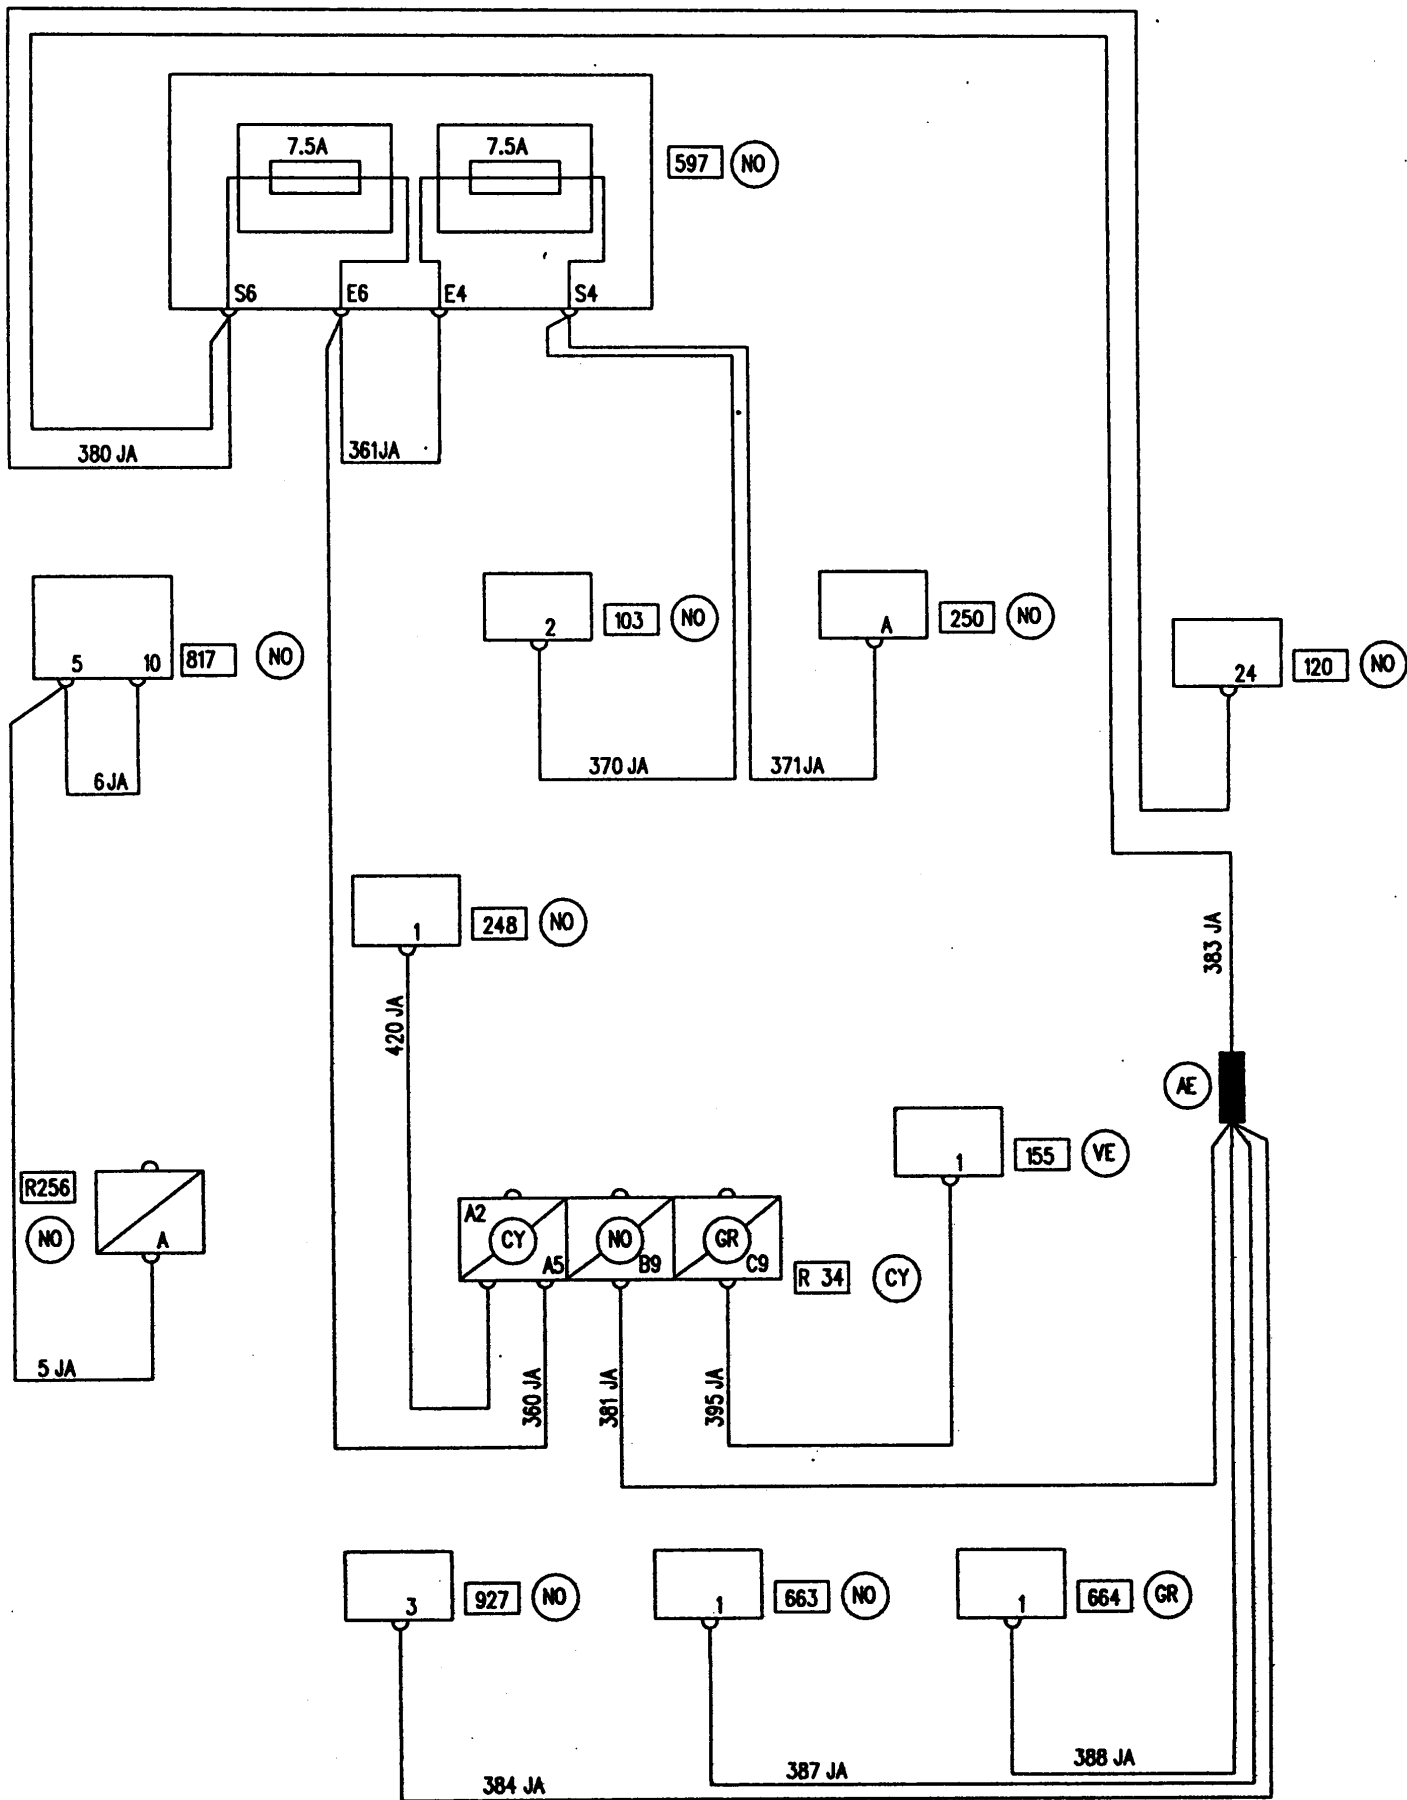 7.5A
7.5A
597 NO
S6 E6 E4 S4
380 JA
361JA
5 10
817 NO
2
103 NO
A
250 NO
24
120 NO
6JA
370 JA
371JA
1
248 NO
420 JA
383 JA
AE
1
155 VE
R256
NO
A
A2
CY
A5
NO
B9
GR
C9
R 34 CY
5 JA
360 JA
381 JA
395 JA
3
927 NO
1
663 NO
1
664 GR
384 JA
387 JA
388 JA